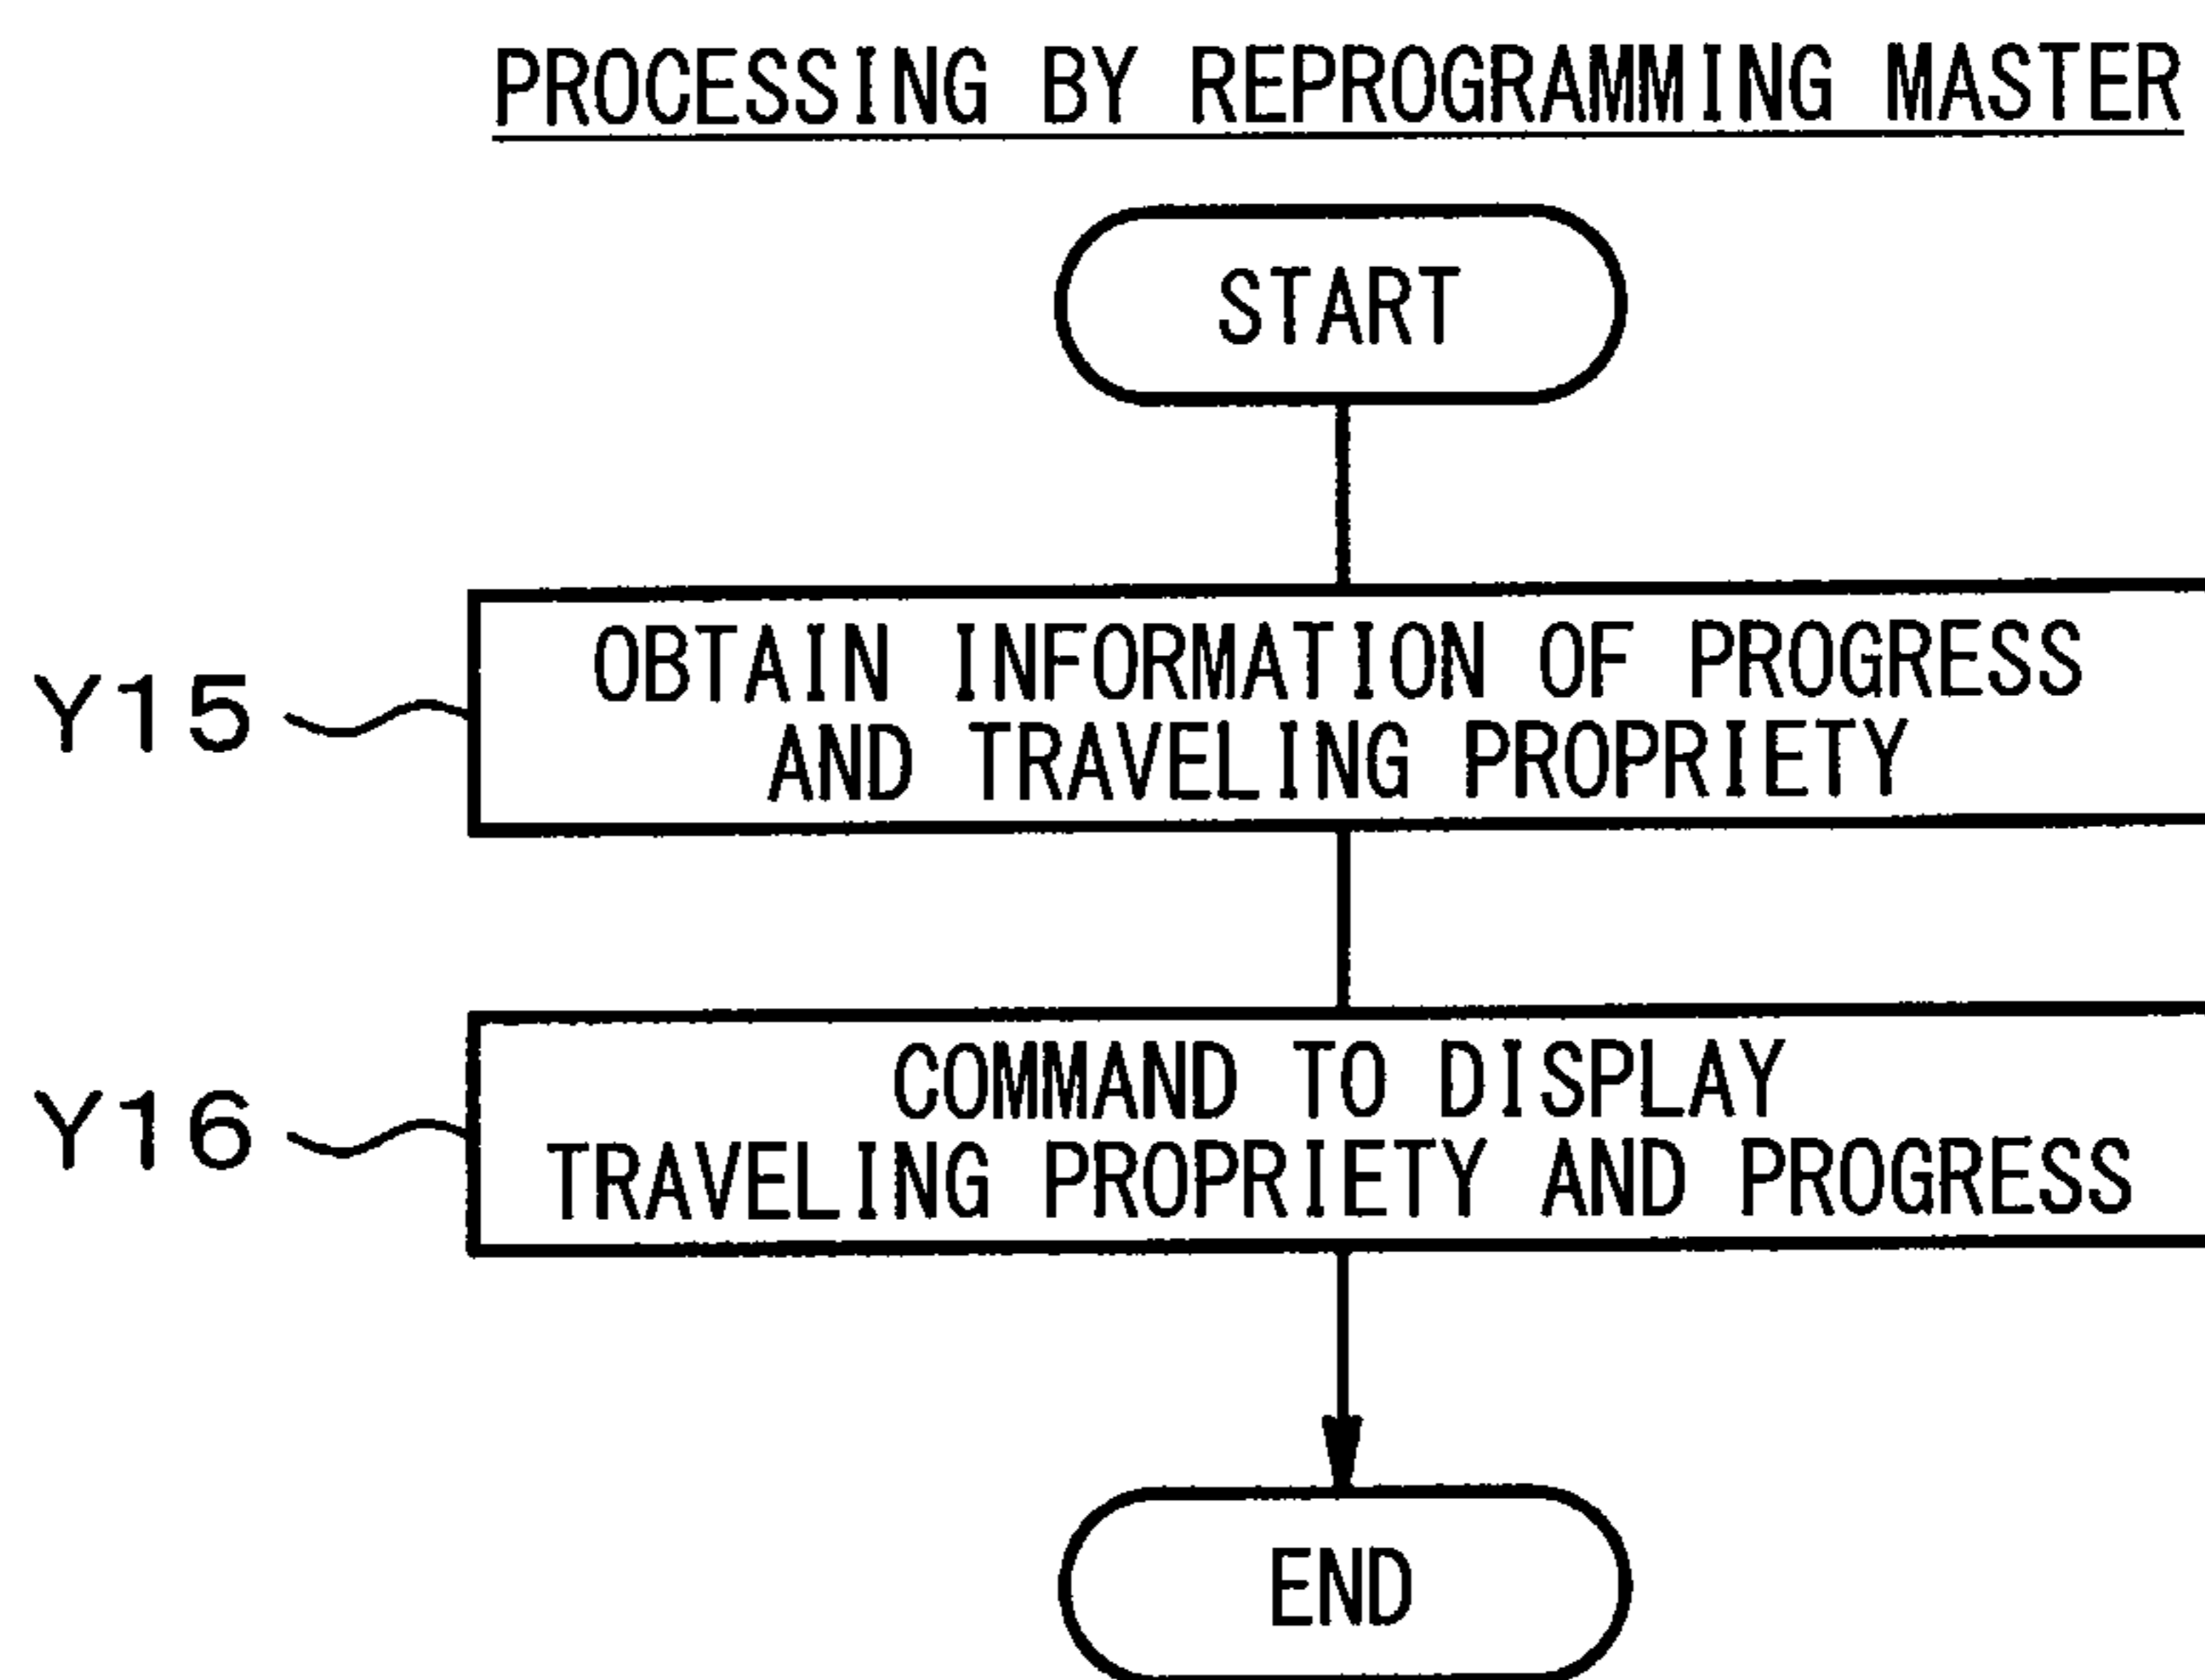 PROCESSING BY REPROGRAMMING MASTER
START
Y15
OBTAIN INFORMATION OF PROGRESS
AND TRAVELING PROPRIETY
Y16
COMMAND TO DISPLAY
TRAVELING PROPRIETY AND PROGRESS
END